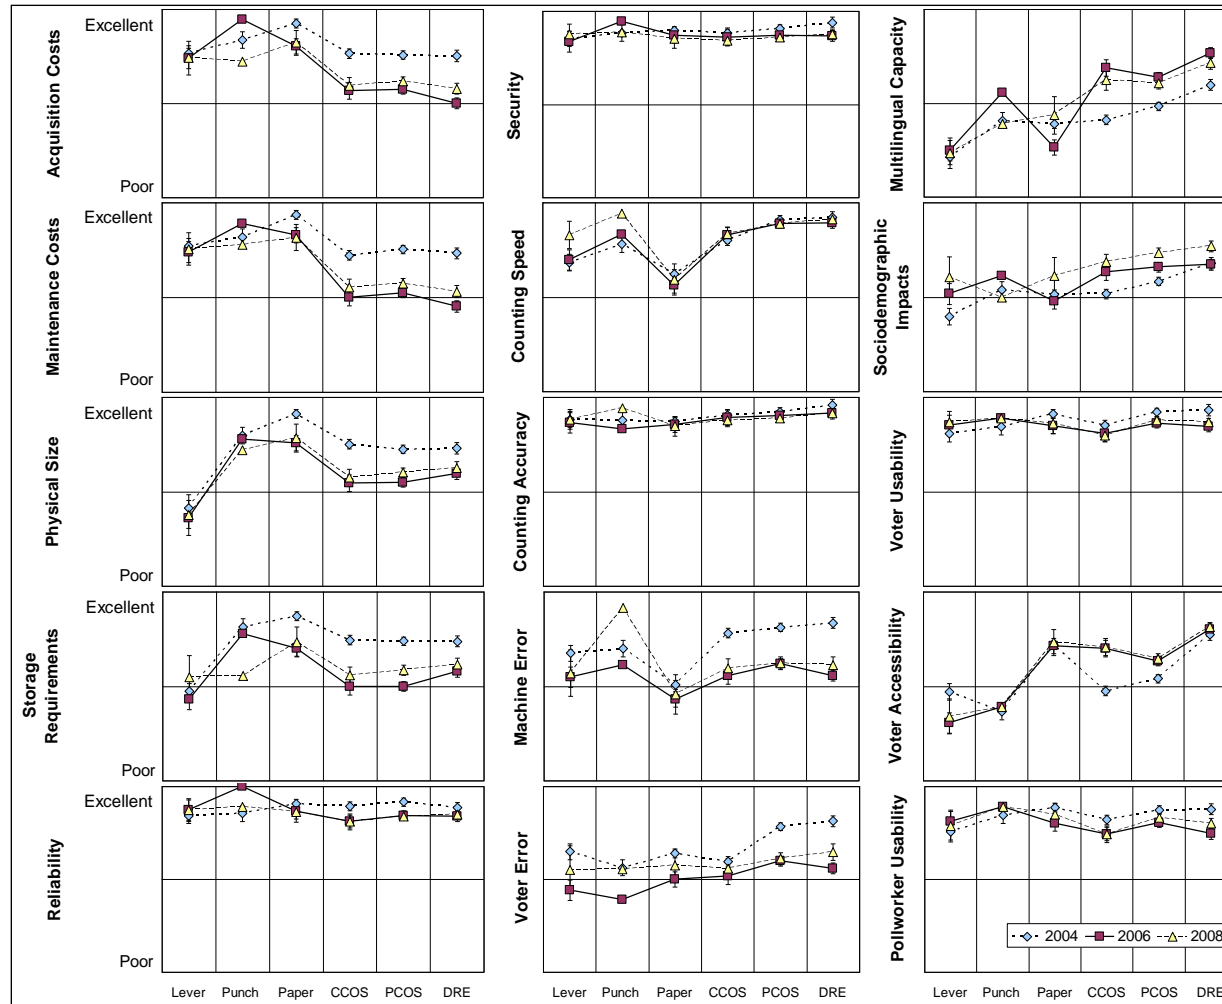 Acquisition Costs
Excellent
Poor
Security
Multilingual Capacity
Maintenance Costs
Excellent
Poor
Counting Speed
Sociodemographic
Impacts
Physical Size
Excellent
Poor
Counting Accuracy
Voter Usability
Storage
Requirements
Excellent
Poor
Machine Error
Voter Accessibility
Reliability
Excellent
Poor
Voter Error
Pollworker Usability
2004 2006 2008
Lever Punch Paper CCOS PCOS DRE
Lever Punch Paper CCOS PCOS DRE
Lever Punch Paper CCOS PCOS DRE